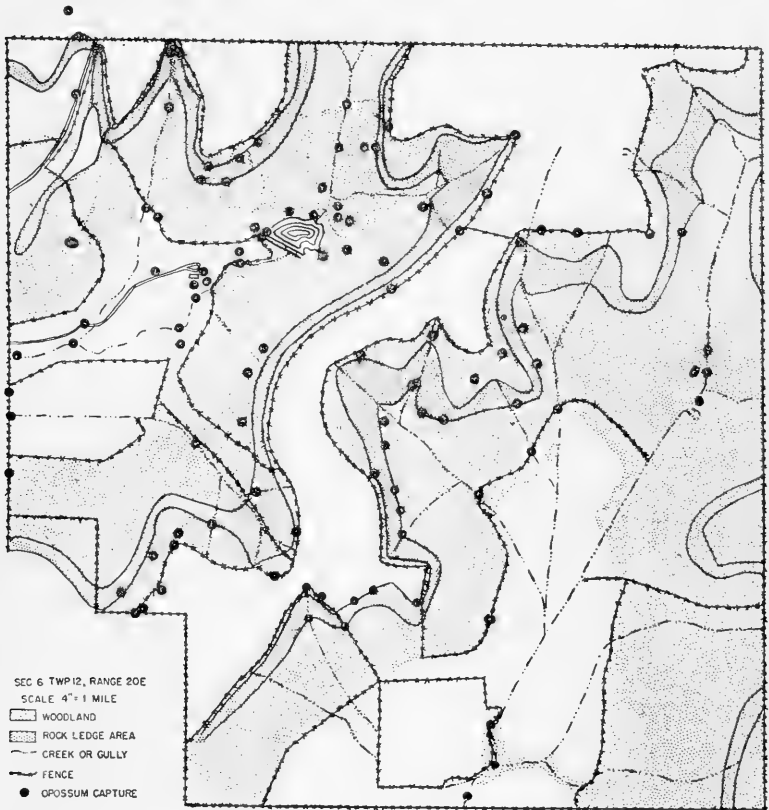 SEC 6 TWP 12, RANGE 20E
SCALE 4"= 1 MILE
WOODLAND
ROCK LEDGE AREA
CREEK OR GULLY
FENCE
OPOSSUM CAPTURE